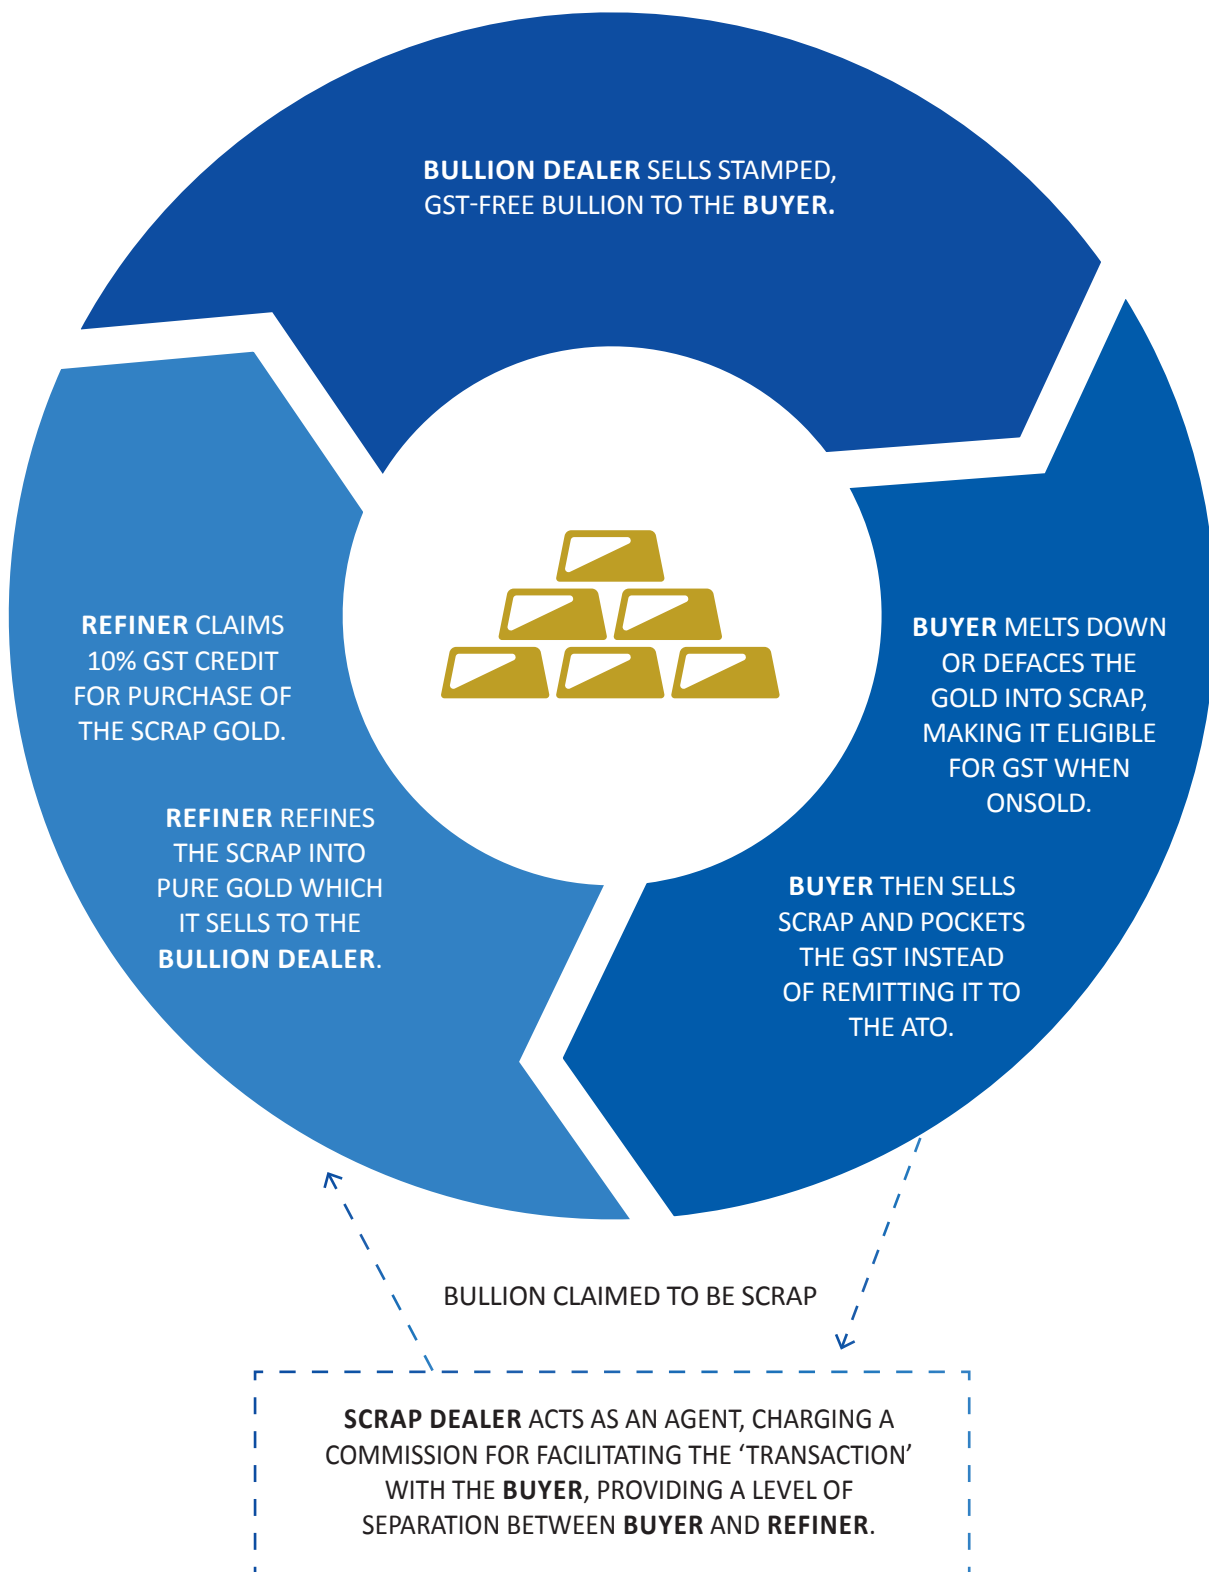 BULLION DEALER SELLS STAMPED,
GST-FREE BULLION TO THE BUYER.
BUYER MELTS DOWN
OR DEFACES THE
GOLD INTO SCRAP,
MAKING IT ELIGIBLE
FOR GST WHEN
ONSOLD.
BUYER THEN SELLS
SCRAP AND POCKETS
THE GST INSTEAD
OF REMITTING IT TO
THE ATO.
REFINER CLAIMS
10% GST CREDIT
FOR PURCHASE OF
THE SCRAP GOLD.
REFINER REFINES
THE SCRAP INTO
PURE GOLD WHICH
IT SELLS TO THE
BULLION DEALER.
BULLION CLAIMED TO BE SCRAP
SCRAP DEALER ACTS AS AN AGENT, CHARGING A
COMMISSION FOR FACILITATING THE ‘TRANSACTION’
WITH THE BUYER, PROVIDING A LEVEL OF
SEPARATION BETWEEN BUYER AND REFINER.